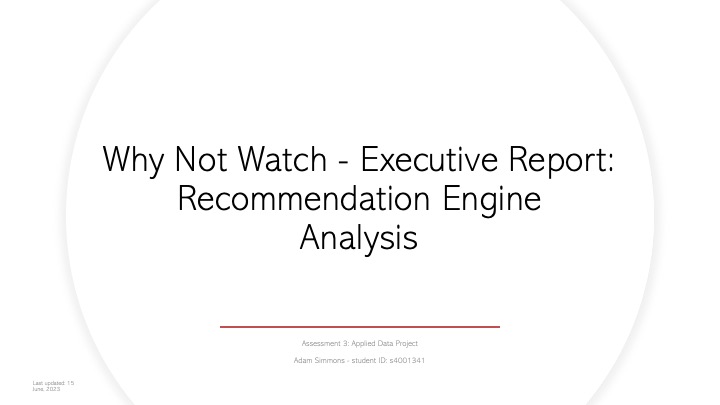 Why Not Watch - Executive Report:
Recommendation Engine
Analysis
Assessment 3: Applied Data Project
Adam Simmons - student ID: s4001341
Last updated: 15
June, 2023